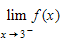 lim f(x)
x→3⁻